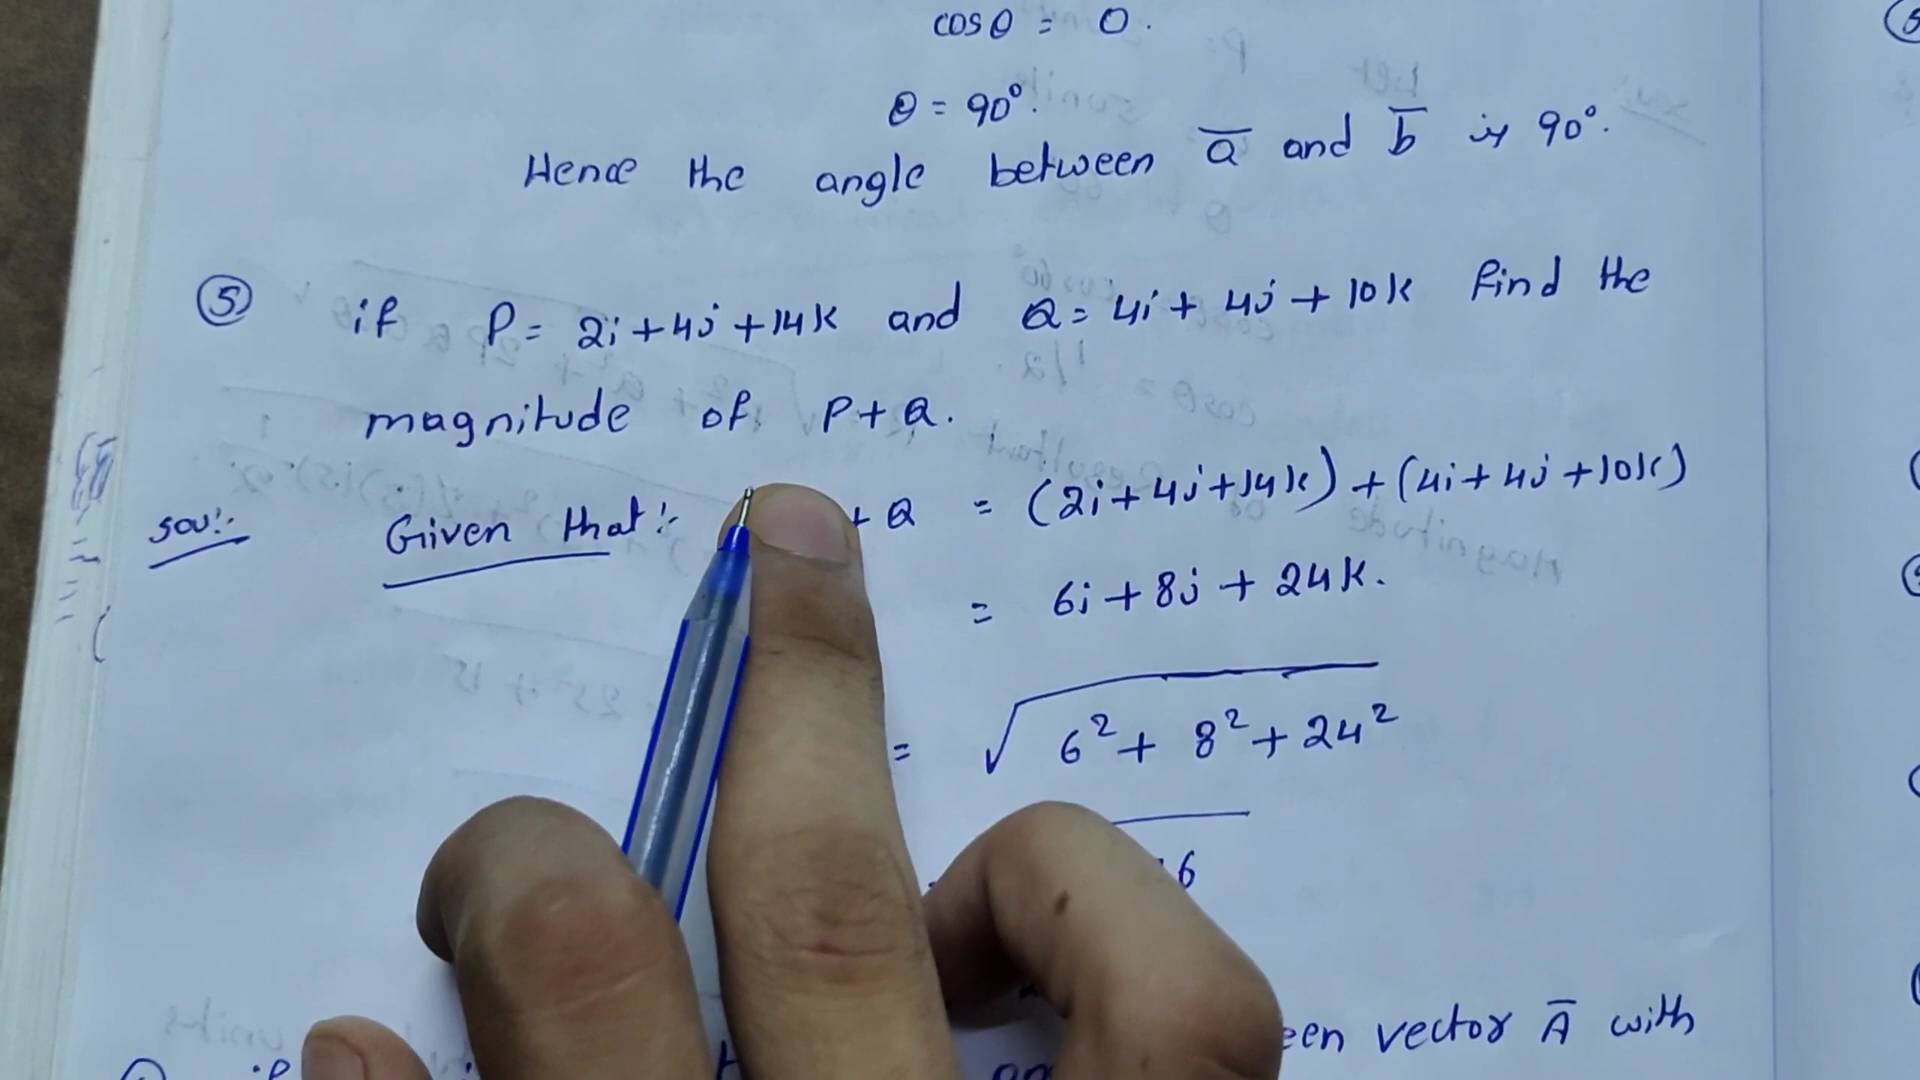 cosθ = 0.
θ = 90°.
Hence the angle between a̅ and b̅ is 90°.
⑤ if P = 2i + 4j + 14k and Q = 4i + 4j + 10k find the
magnitude of P + Q.
Sol:- Given that :- + Q = (2i + 4j + 14k) + (4i + 4j + 10k)
= 6i + 8j + 24k.
= √6² + 8² + 24²
6
vector A̅ with